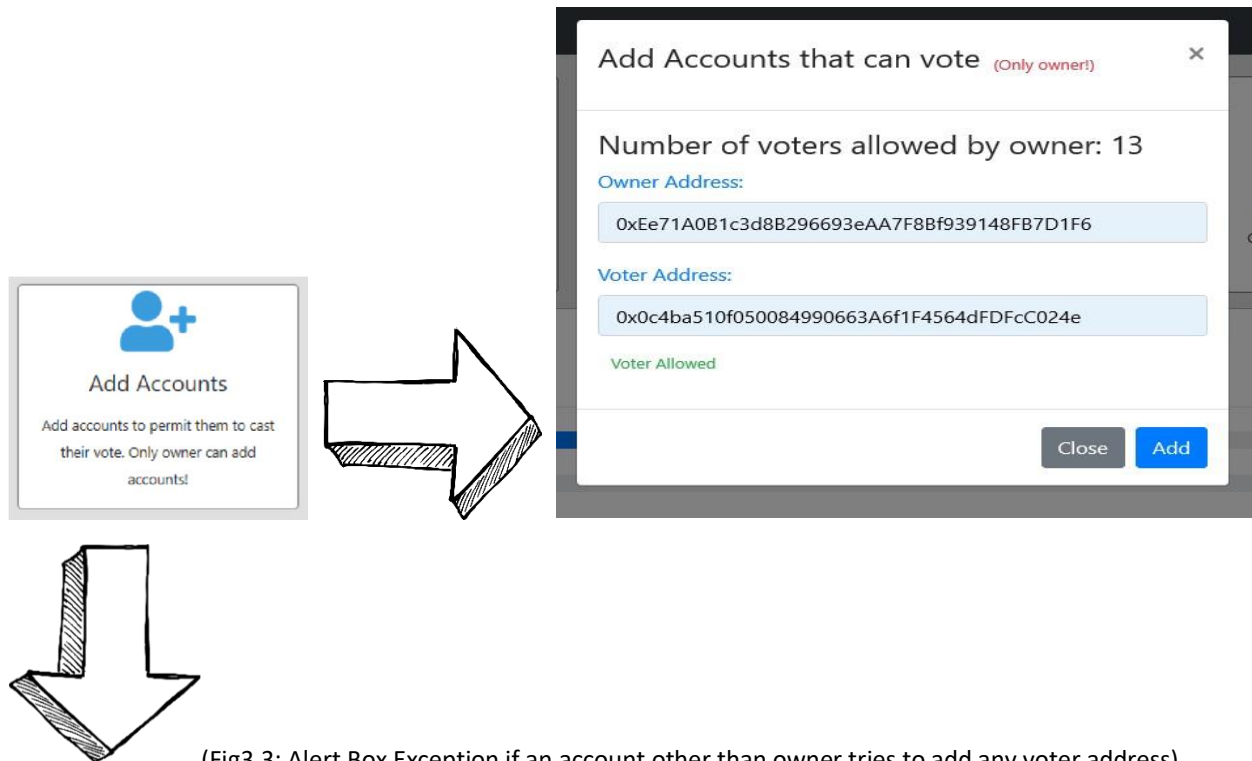 Add Accounts that can vote (Only owner!) ×
Number of voters allowed by owner: 13
Owner Address:
0xEe71A0B1c3d8B296693eAA7F8Bf939148FB7D1F6
Voter Address:
0x0c4ba510f050084990663A6f1F4564dFDFcC024e
Voter Allowed
Close Add
Add Accounts
Add accounts to permit them to cast
their vote. Only owner can add
accounts!
(Fig3.3: Alert Box Exception if an account other than owner tries to add any voter address)